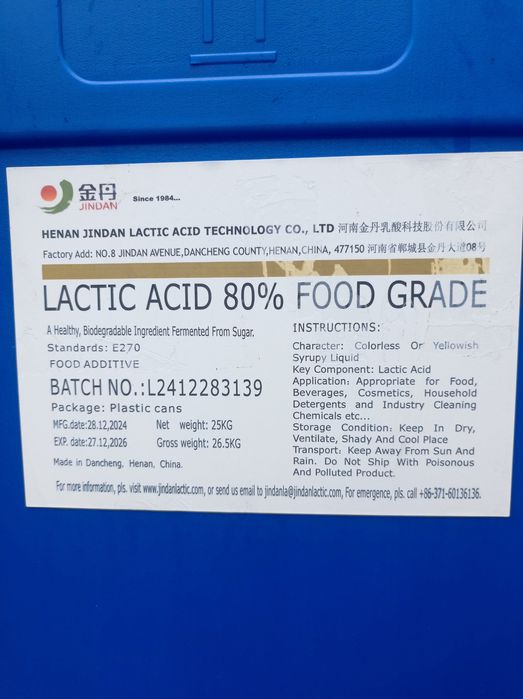 金丹
JINDAN
Since 1984...
HENAN JINDAN LACTIC ACID TECHNOLOGY CO., LTD 河南金丹乳酸科技股份有限公司
Factory Add: NO.8 JINDAN AVENUE,DANCHENG COUNTY,HENAN,CHINA, 477150 河南省郸城县金丹大道08号
LACTIC ACID 80% FOOD GRADE
A Healthy, Biodegradable Ingredient Fermented From Sugar.
Standards: E270
FOOD ADDITIVE
BATCH NO.:L2412283139
Package: Plastic cans
MFG.date:28.12.2024 Net weight: 25KG
EXP. date:27.12.2026 Gross weight: 26.5KG
Made in Dancheng, Henan, China.
INSTRUCTIONS:
Character: Colorless Or Yellowish
Syrupy Liquid
Key Component: Lactic Acid
Application: Appropriate for Food,
Beverages, Cosmetics, Household
Detergents and Industry Cleaning
Chemicals etc...
Storage Condition: Keep In Dry,
Ventilate, Shady And Cool Place
Transport: Keep Away From Sun And
Rain. Do Not Ship With Poisonous
And Polluted Product.
For more information, pls. visit www.jindanlactic.com, or send us email to jindanla@jindanlactic.com, For emergence, pls. call +86-371-60136136.